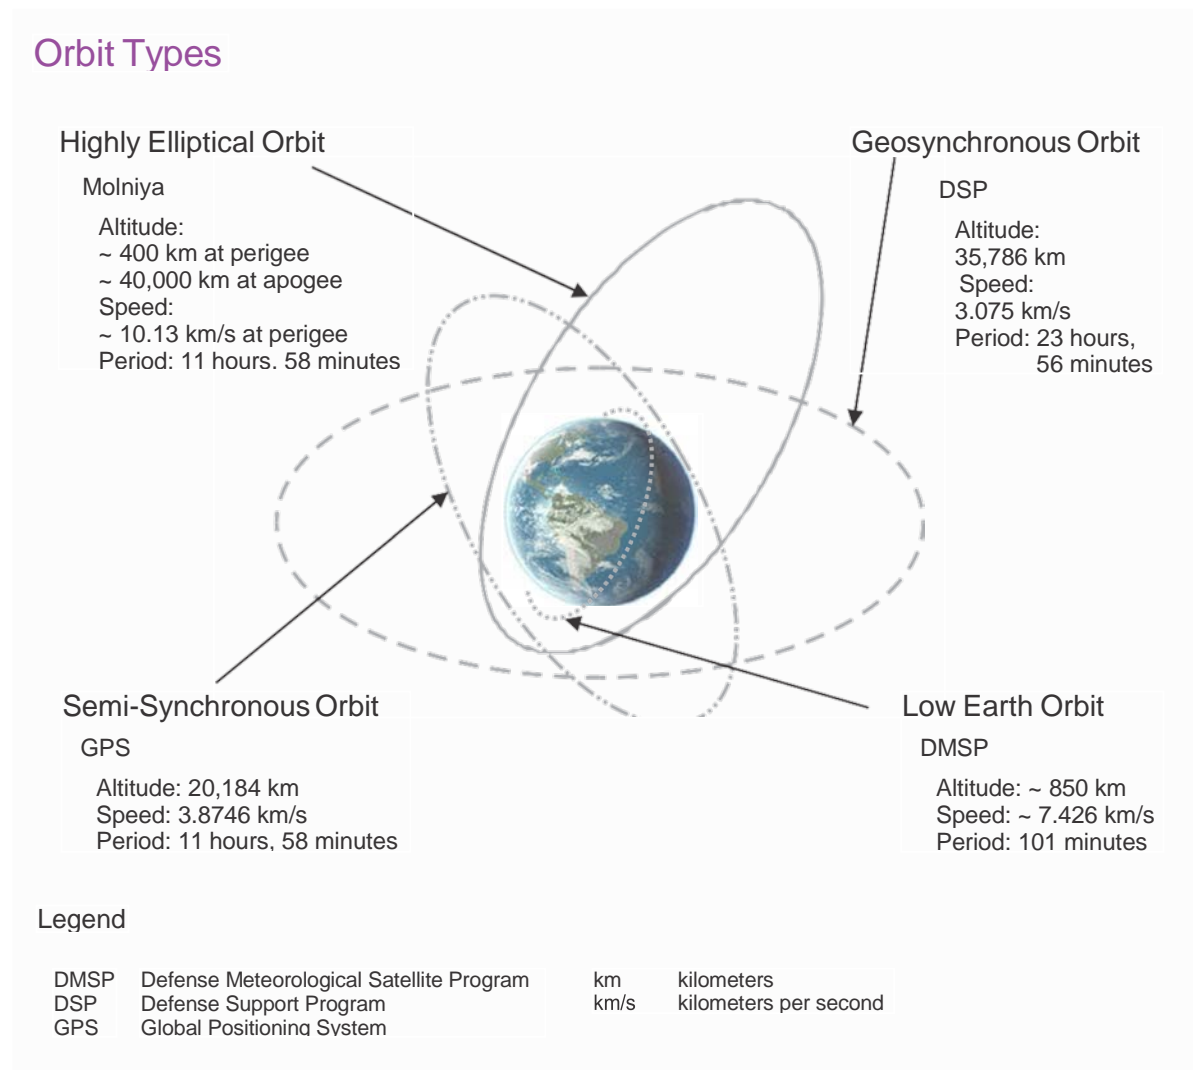 Orbit Types
Highly Elliptical Orbit
Molniya
Altitude:
~ 400 km at perigee
~ 40,000 km at apogee
Speed:
~ 10.13 km/s at perigee
Period: 11 hours, 58 minutes
Geosynchronous Orbit
DSP
Altitude:
35,786 km
Speed:
3.075 km/s
Period: 23 hours,
56 minutes
Semi-Synchronous Orbit
GPS
Altitude: 20,184 km
Speed: 3.8746 km/s
Period: 11 hours, 58 minutes
Low Earth Orbit
DMSP
Altitude: ~ 850 km
Speed: ~ 7.426 km/s
Period: 101 minutes
Legend
DMSP Defense Meteorological Satellite Program
DSP Defense Support Program
GPS Global Positioning System
km kilometers
km/s kilometers per second